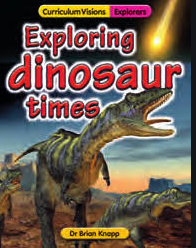 Curriculum Visions Explorers
Exploring
dinosaur
times
Dr Brian Knapp